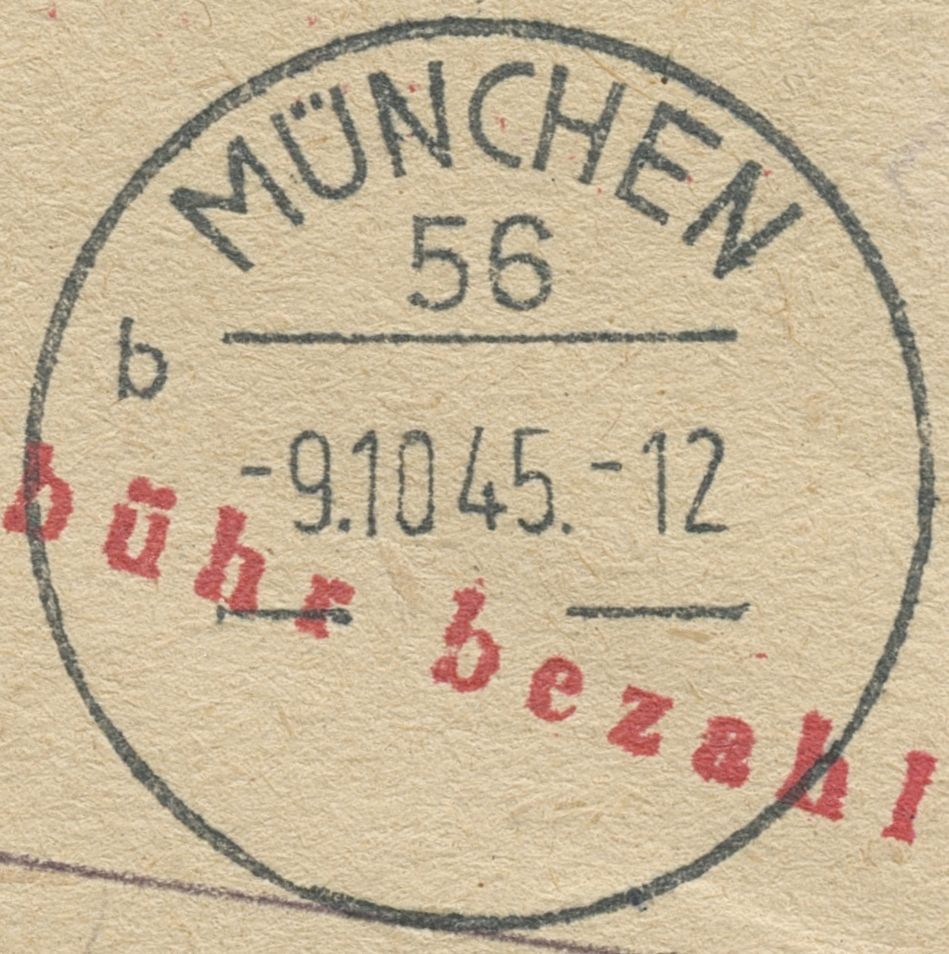 MÜNCHEN
56
b
-9.10 45.-12
bühr bezahl